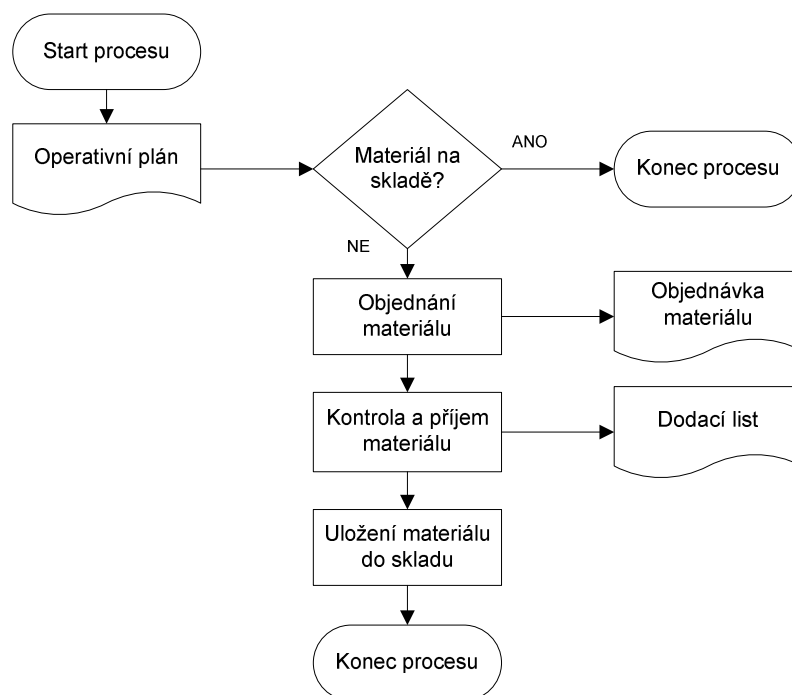 Start procesu
Operativní plán
Materiál na
skladě?
ANO
Konec procesu
NE
Objednání
materiálu
Objednávka
materiálu
Kontrola a příjem
materiálu
Dodací list
Uložení materiálu
do skladu
Konec procesu